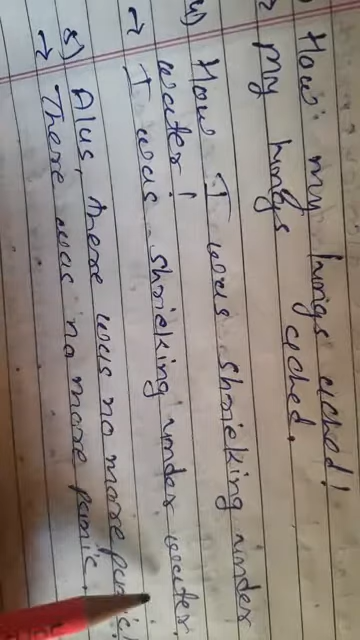 How my lungs ached!
→ My lungs ached.
4) How I was shrieking under
water!
→ I was shrieking under water
5) Alas, there was no more panic!
→ There was no more panic.